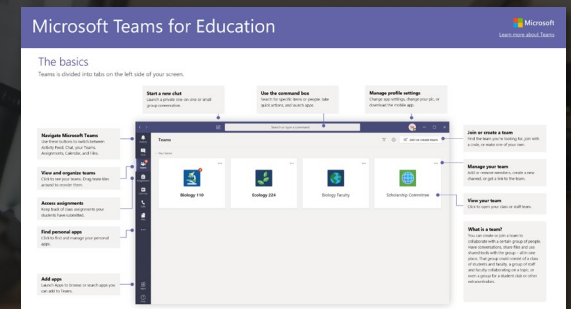 Microsoft Teams for Education
Microsoft
Learn more about Teams
The basics
Teams is divided into tabs on the left side of your screen.
Start a new chat
Launch a private one-on-one or small
group conversation.
Use the command box
Search for specific items or people, take
quick actions, and launch apps.
Manage profile settings
Change app settings, change your pic, or
download the mobile app.
Navigate Microsoft Teams
Use these buttons to switch between
Activity Feed, Chat, your Teams,
Assignments, Calendar, and Files.
View and organize teams
Click to see your teams. Drag team tiles
around to reorder them.
Assess assignments
Keep track of class assignments your
students have submitted.
Find personal apps
Click to find and manage your personal
apps.
Add apps
Launch Apps to browse or search apps you
can add to Teams.
Search or type a command
Teams
Your teams
Join or create team
Biology 110
Ecology 224
Biology Faculty
Scholarship Committee
Join or create a team
Find the team you're looking for, join with
a code, or make one of your own.
Manage your team
Add or remove members, create a new
channel, or get a link to the team.
View your team
Click to open your class or staff team.
What is a team?
You can create or join a team to
collaborate with a certain group of people.
Have conversations, share files and use
shared tools with the group – all in one
place. That group could consist of a class
of students and faculty, a group of staff
and faculty collaborating on a topic, or
even a group for a student club or other
extracurriculars.